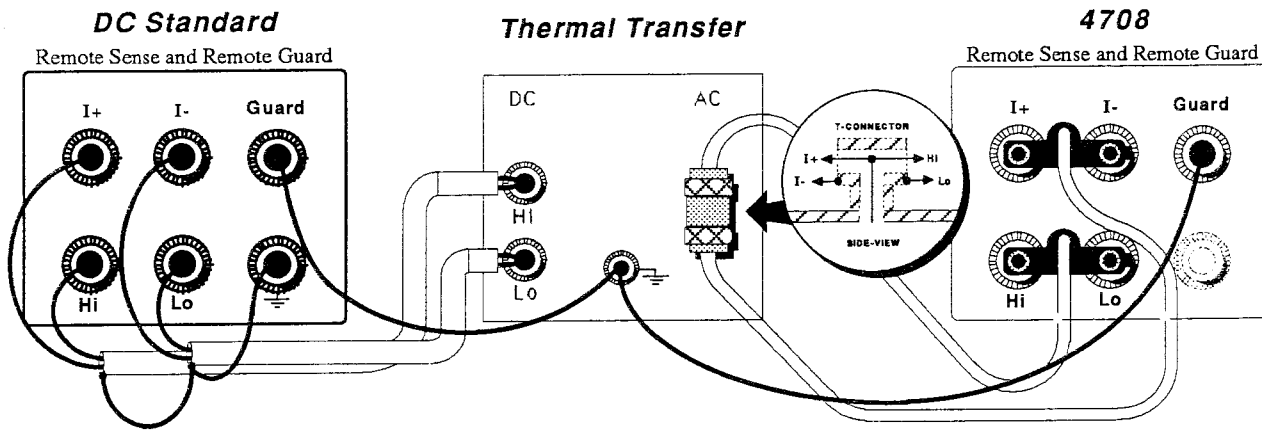 DC Standard
Remote Sense and Remote Guard
I+
I-
Guard
Hi
Lo
Thermal Transfer
DC
AC
HI
Lo
T-CONNECTOR
I+
Hi
I-
Lo
SIDE-VIEW
4708
Remote Sense and Remote Guard
I+
I-
Guard
Hi
Lo